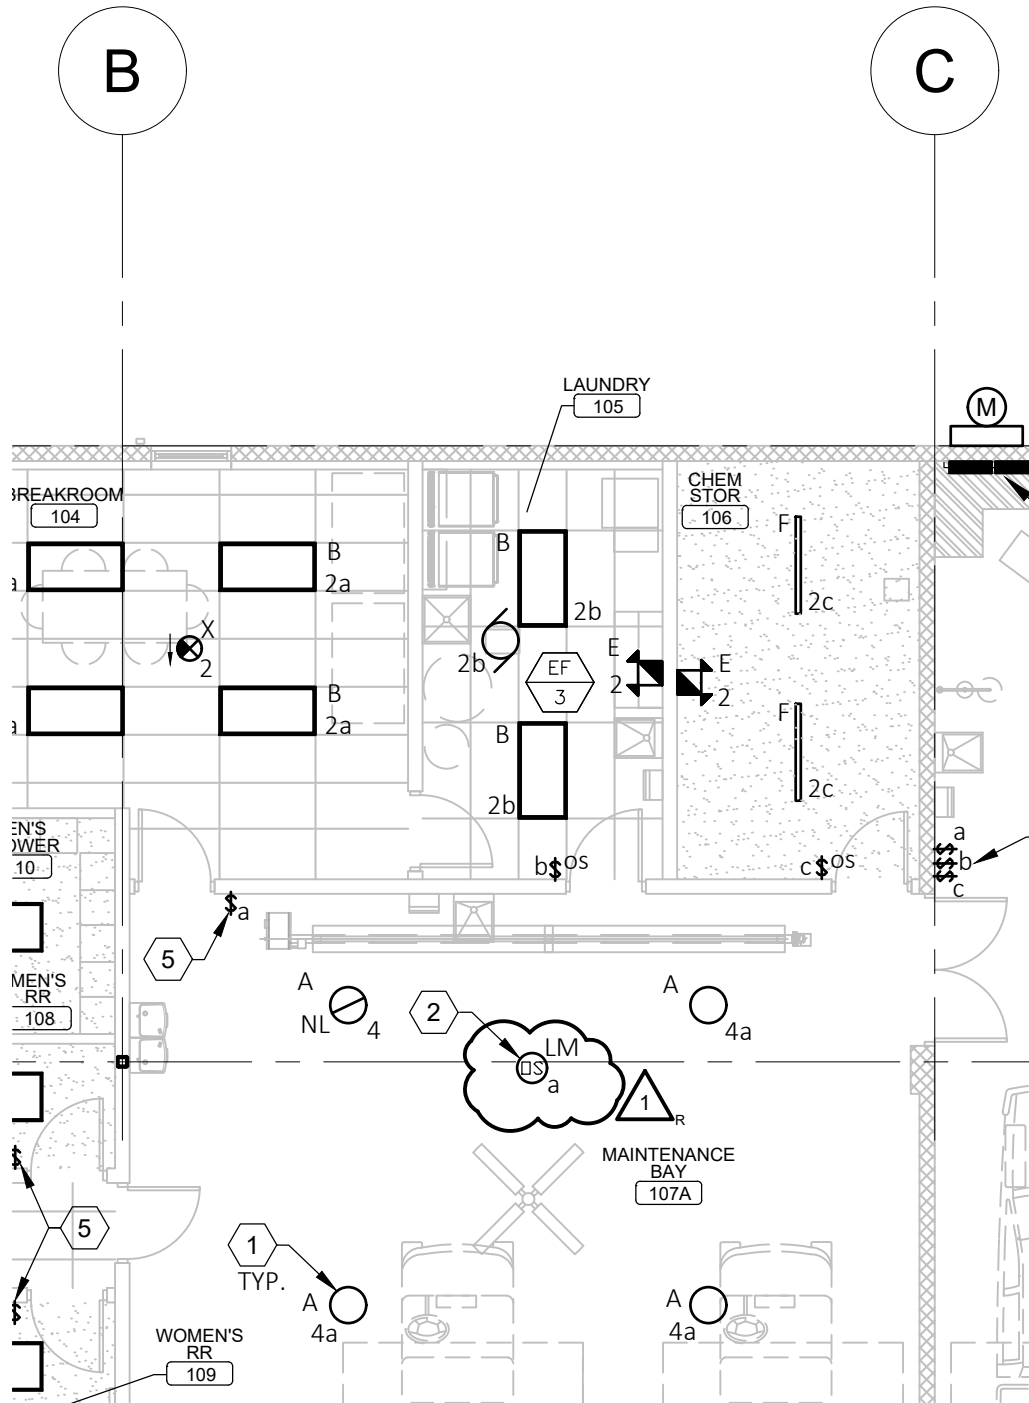 B
C
LAUNDRY
105
M
BREAKROOM
104
CHEM
STOR
106
B
2a
a
X
2
B
2a
a
B
2b
2b
EF
3
B
2b
E
2
E
2
F
2c
F
2c
10
b $ os
c $ os
a
b
c
$ a
5
A
NL
4
2
LM
OS
a
A
4a
1
R
RR
108
MAINTENANCE
BAY
107A
5
1
TYP.
A
4a
A
4a
WOMEN'S
RR
109